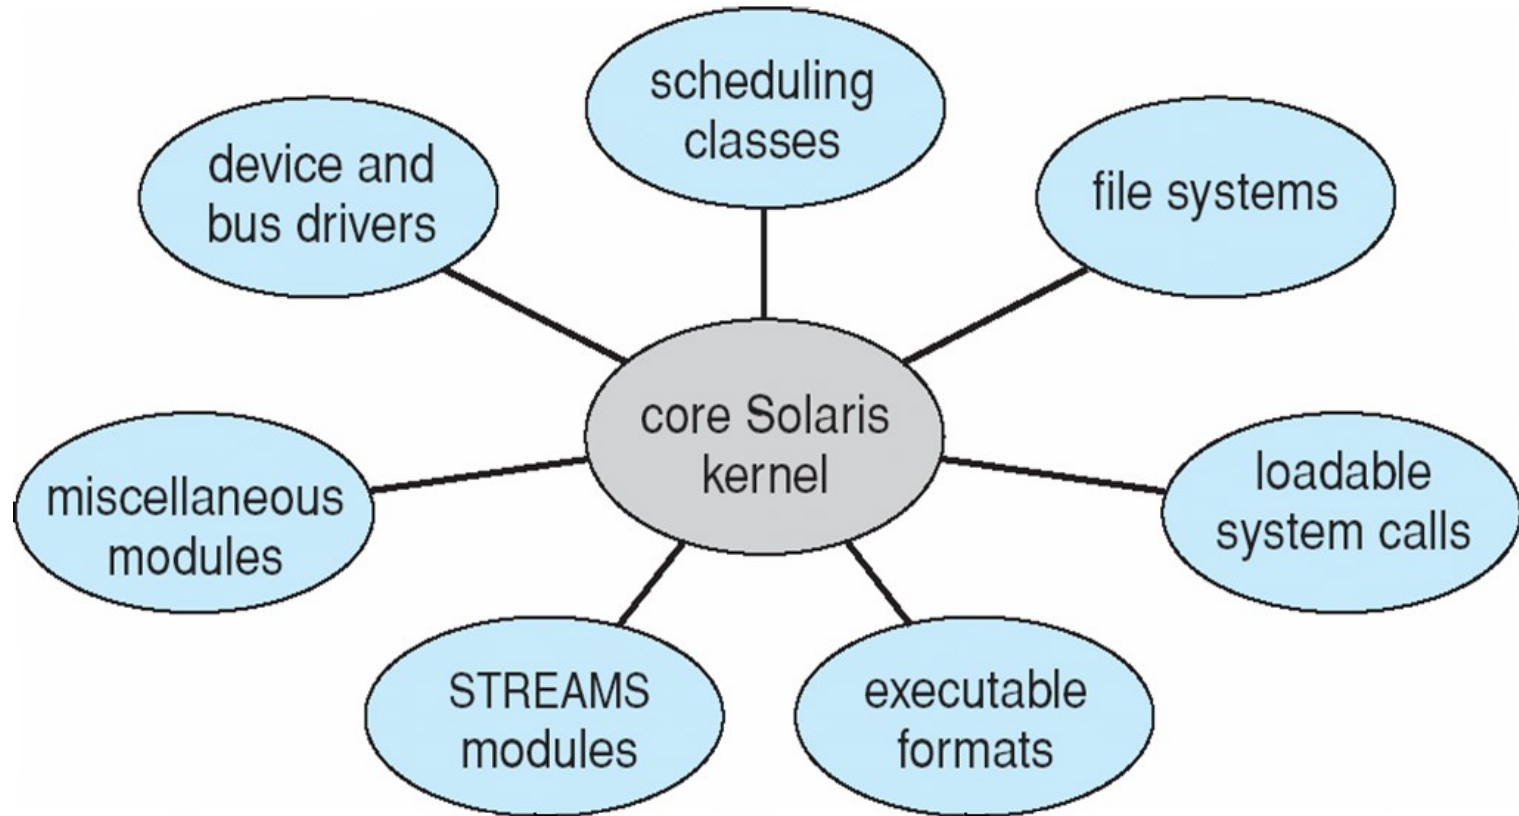 scheduling
classes
device and
bus drivers
file systems
core Solaris
kernel
miscellaneous
modules
loadable
system calls
STREAMS
modules
executable
formats